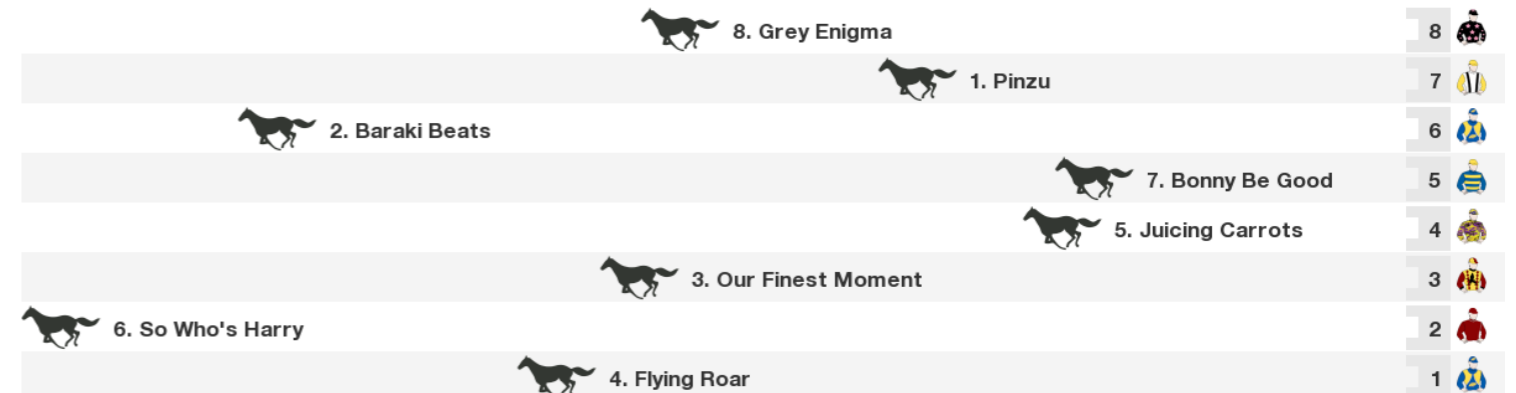 8. Grey Enigma 8
1. Pinzu 7
2. Baraki Beats 6
7. Bonny Be Good 5
5. Juicing Carrots 4
3. Our Finest Moment 3
6. So Who's Harry 2
4. Flying Roar 1